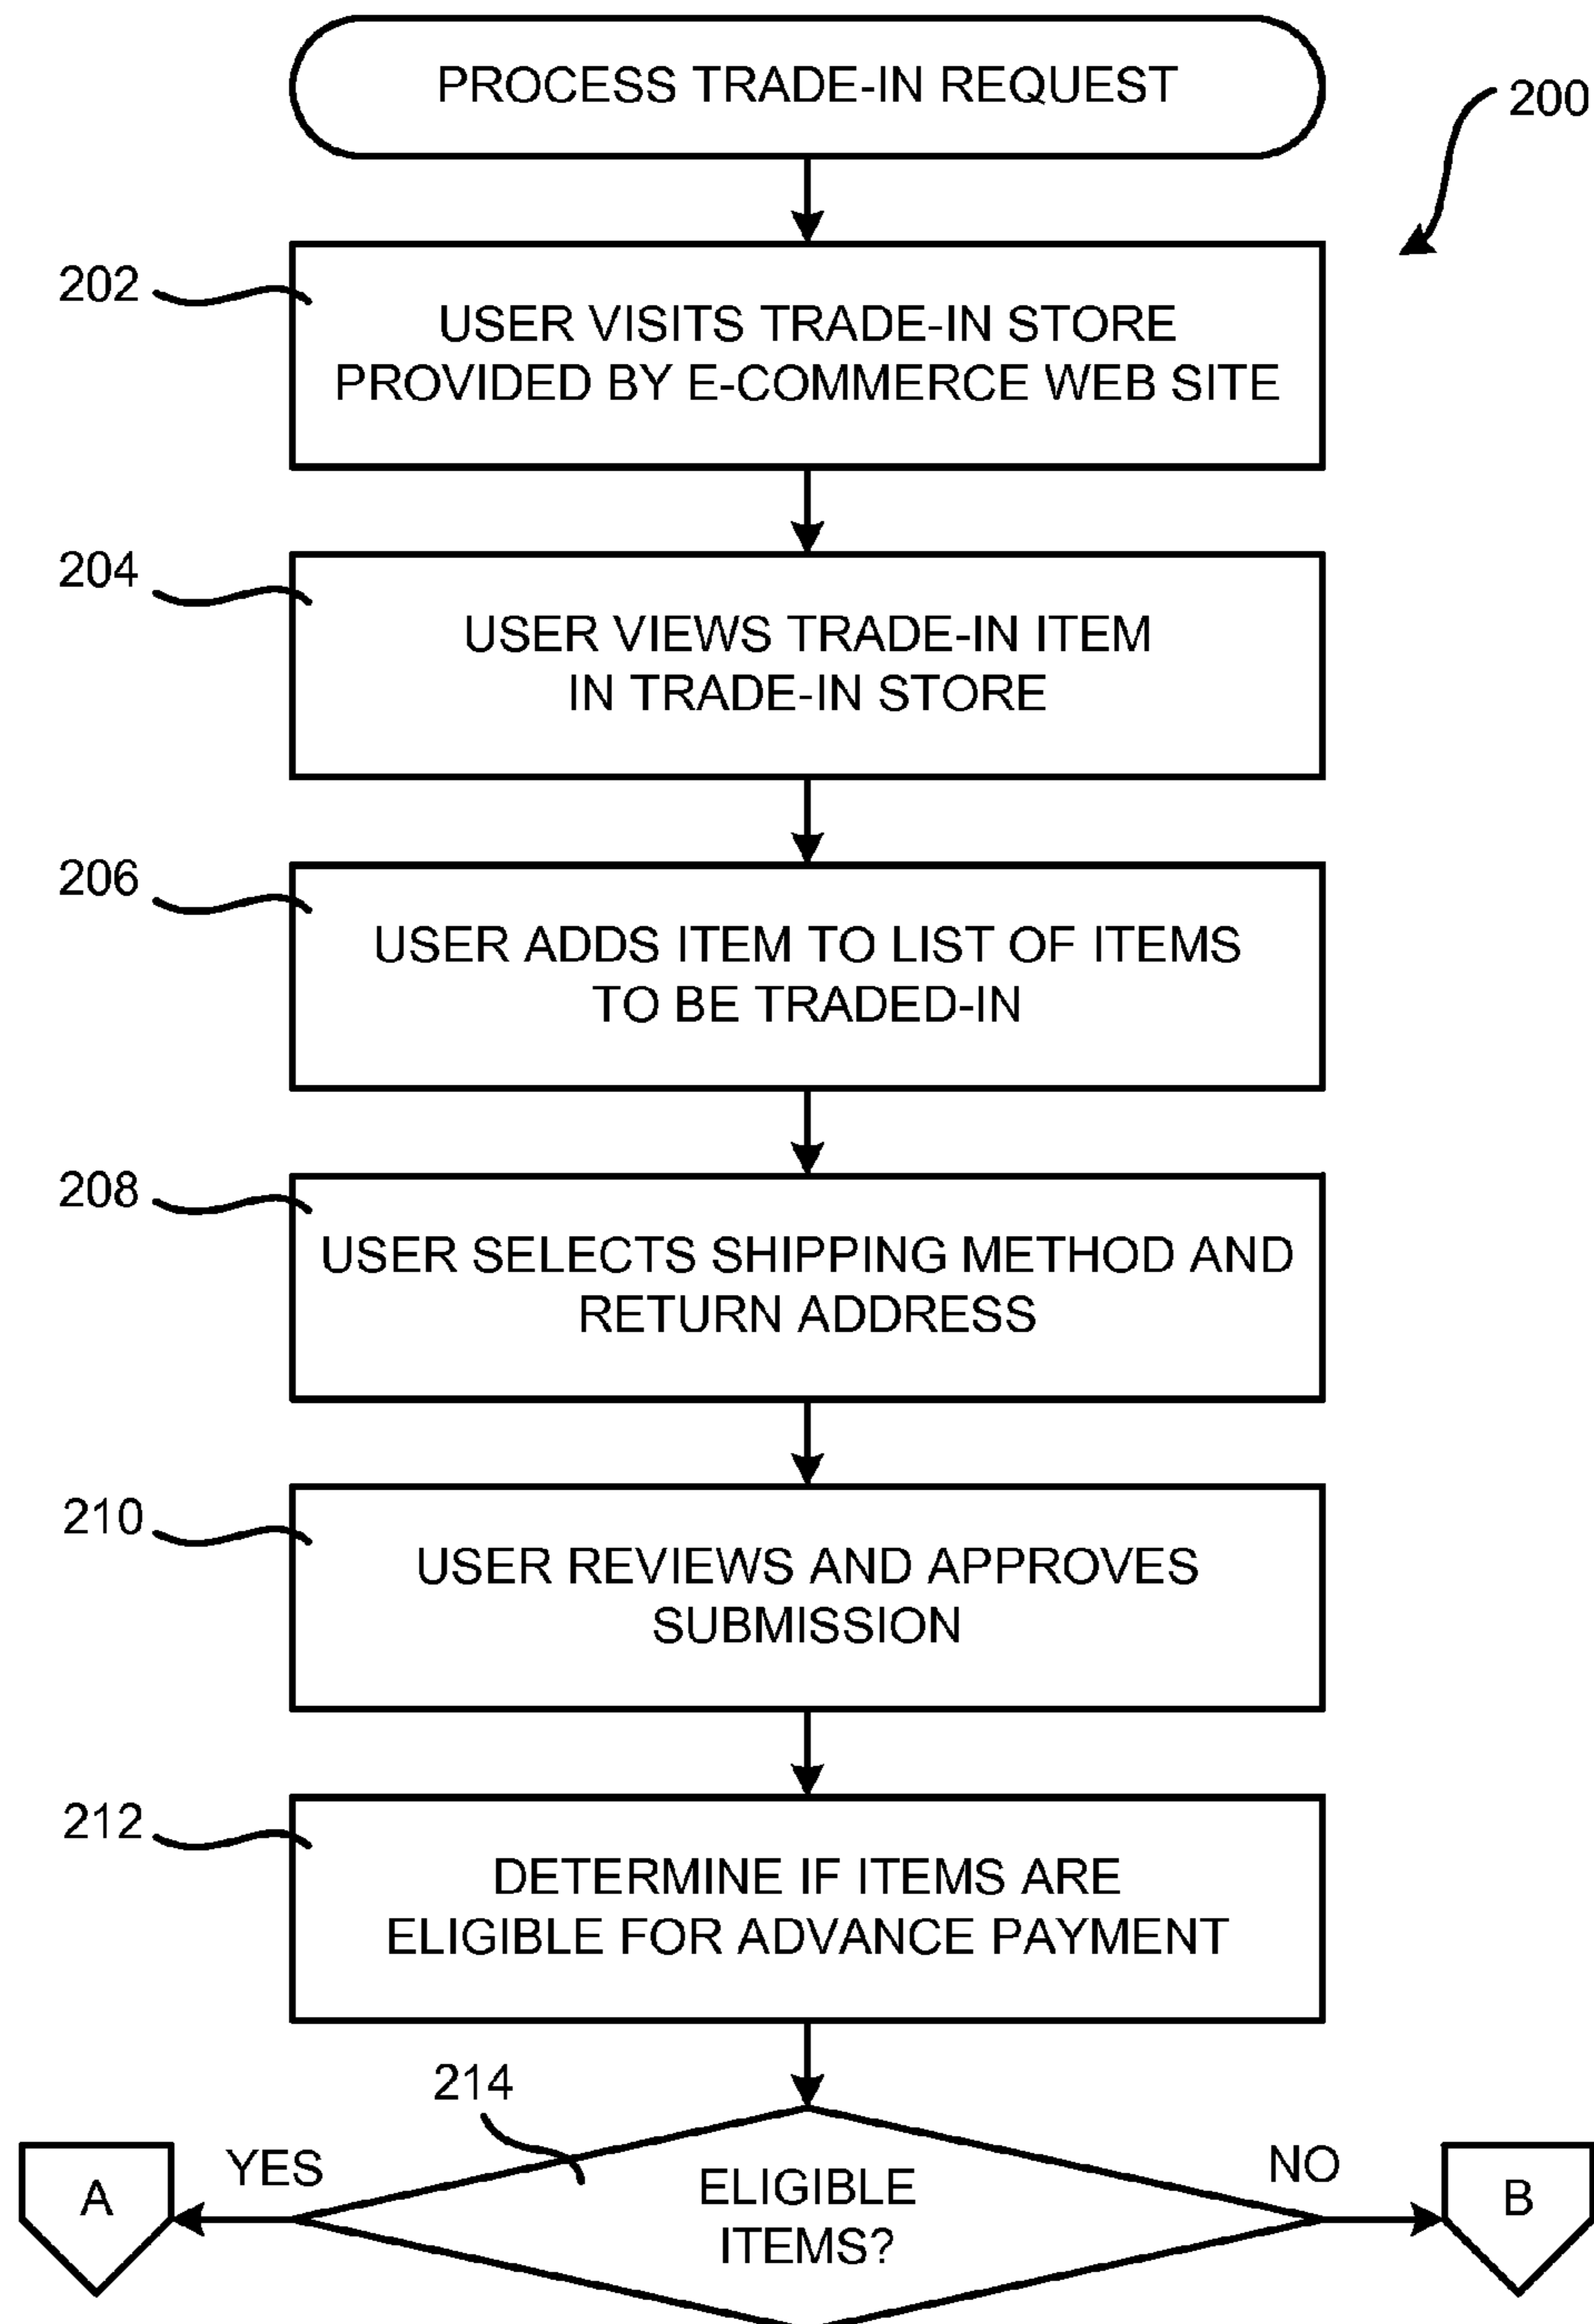 PROCESS TRADE-IN REQUEST
200
202
USER VISITS TRADE-IN STORE
PROVIDED BY E-COMMERCE WEB SITE
204
USER VIEWS TRADE-IN ITEM
IN TRADE-IN STORE
206
USER ADDS ITEM TO LIST OF ITEMS
TO BE TRADED-IN
208
USER SELECTS SHIPPING METHOD AND
RETURN ADDRESS
210
USER REVIEWS AND APPROVES
SUBMISSION
212
DETERMINE IF ITEMS ARE
ELIGIBLE FOR ADVANCE PAYMENT
214
A
YES
ELIGIBLE
ITEMS?
NO
B